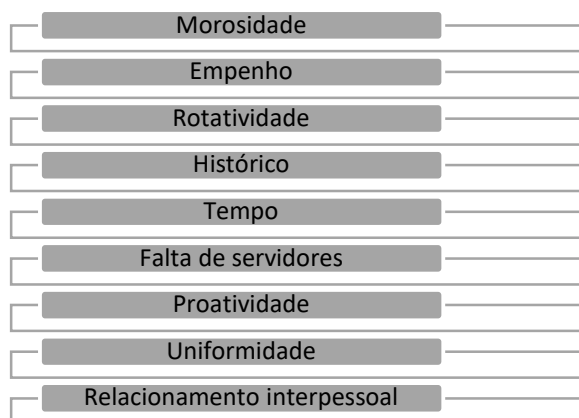 Morosidade
Empenho
Rotatividade
Histórico
Tempo
Falta de servidores
Proatividade
Uniformidade
Relacionamento interpessoal